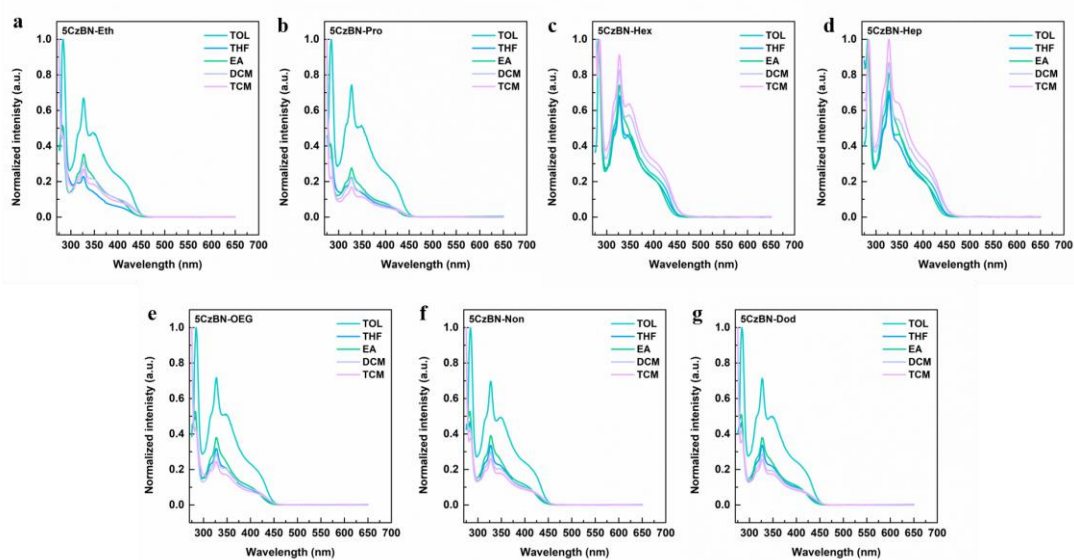 a
5CzBN-Eth
TOL
THF
EA
DCM
TCM
Normalized intenisty (a.u.)
1.0
0.8
0.6
0.4
0.2
0.0
300 350 400 450 500 550 600 650 700
Wavelength (nm)
b
5CzBN-Pro
TOL
THF
EA
DCM
TCM
Normalized intenisty (a.u.)
1.0
0.8
0.6
0.4
0.2
0.0
300 350 400 450 500 550 600 650 700
Wavelength (nm)
c
5CzBN-Hex
TOL
THF
EA
DCM
TCM
Normalized intenisty (a.u.)
1.0
0.8
0.6
0.4
0.2
0.0
300 350 400 450 500 550 600 650 700
Wavelength (nm)
d
5CzBN-Hep
TOL
THF
EA
DCM
TCM
Normalized intenisty (a.u.)
1.0
0.8
0.6
0.4
0.2
0.0
300 350 400 450 500 550 600 650 700
Wavelength (nm)
e
5CzBN-OEG
TOL
THF
EA
DCM
TCM
Normalized intenisty (a.u.)
1.0
0.8
0.6
0.4
0.2
0.0
300 350 400 450 500 550 600 650 700
Wavelength (nm)
f
5CzBN-Non
TOL
THF
EA
DCM
TCM
Normalized intenisty (a.u.)
1.0
0.8
0.6
0.4
0.2
0.0
300 350 400 450 500 550 600 650 700
Wavelength (nm)
g
5CzBN-Dod
TOL
THF
EA
DCM
TCM
Normalized intenisty (a.u.)
1.0
0.8
0.6
0.4
0.2
0.0
300 350 400 450 500 550 600 650 700
Wavelength (nm)